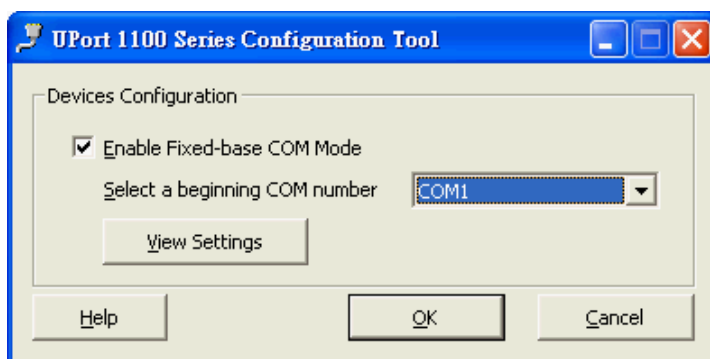 UPort 1100 Series Configuration Tool
Devices Configuration
Enable Fixed-base COM Mode
Select a beginning COM number COM1
View Settings
Help OK Cancel